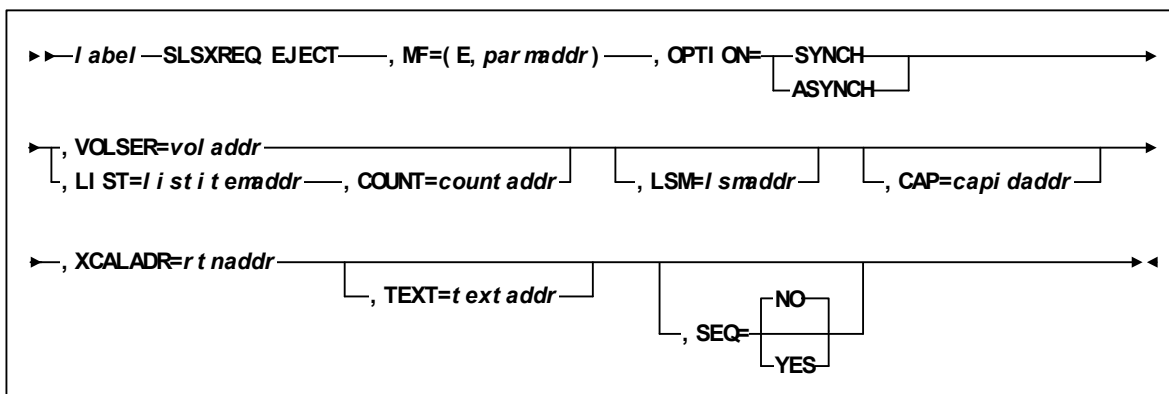 label SLSXREQ EJECT , MF=(E, parmaddr) , OPTION= SYNCH
ASYNCH
, VOLSER=voladdr
, LIST=listitemaddr , COUNT=countaddr , LSM=lsmaddr , CAP=capidaddr
, XCALADR=rtnaddr
, TEXT=textaddr
NO
, SEQ=
YES